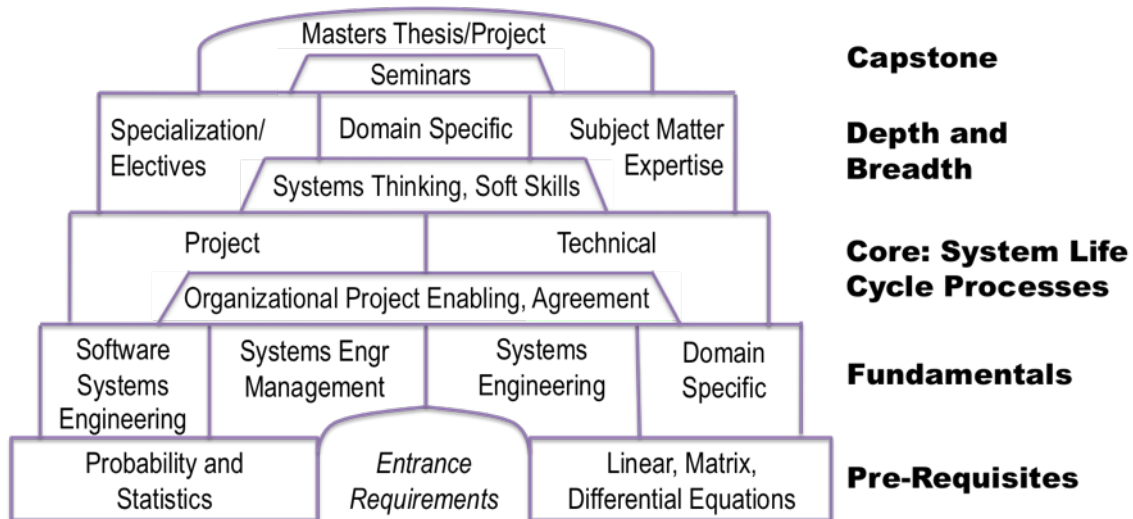 Masters Thesis/Project
Seminars
Capstone
Specialization/
Electives
Domain Specific
Subject Matter
Expertise
Systems Thinking, Soft Skills
Depth and
Breadth
Project
Technical
Organizational Project Enabling, Agreement
Core: System Life
Cycle Processes
Software
Systems
Engineering
Systems Engr
Management
Systems
Engineering
Domain
Specific
Fundamentals
Probability and
Statistics
Entrance
Requirements
Linear, Matrix,
Differential Equations
Pre-Requisites